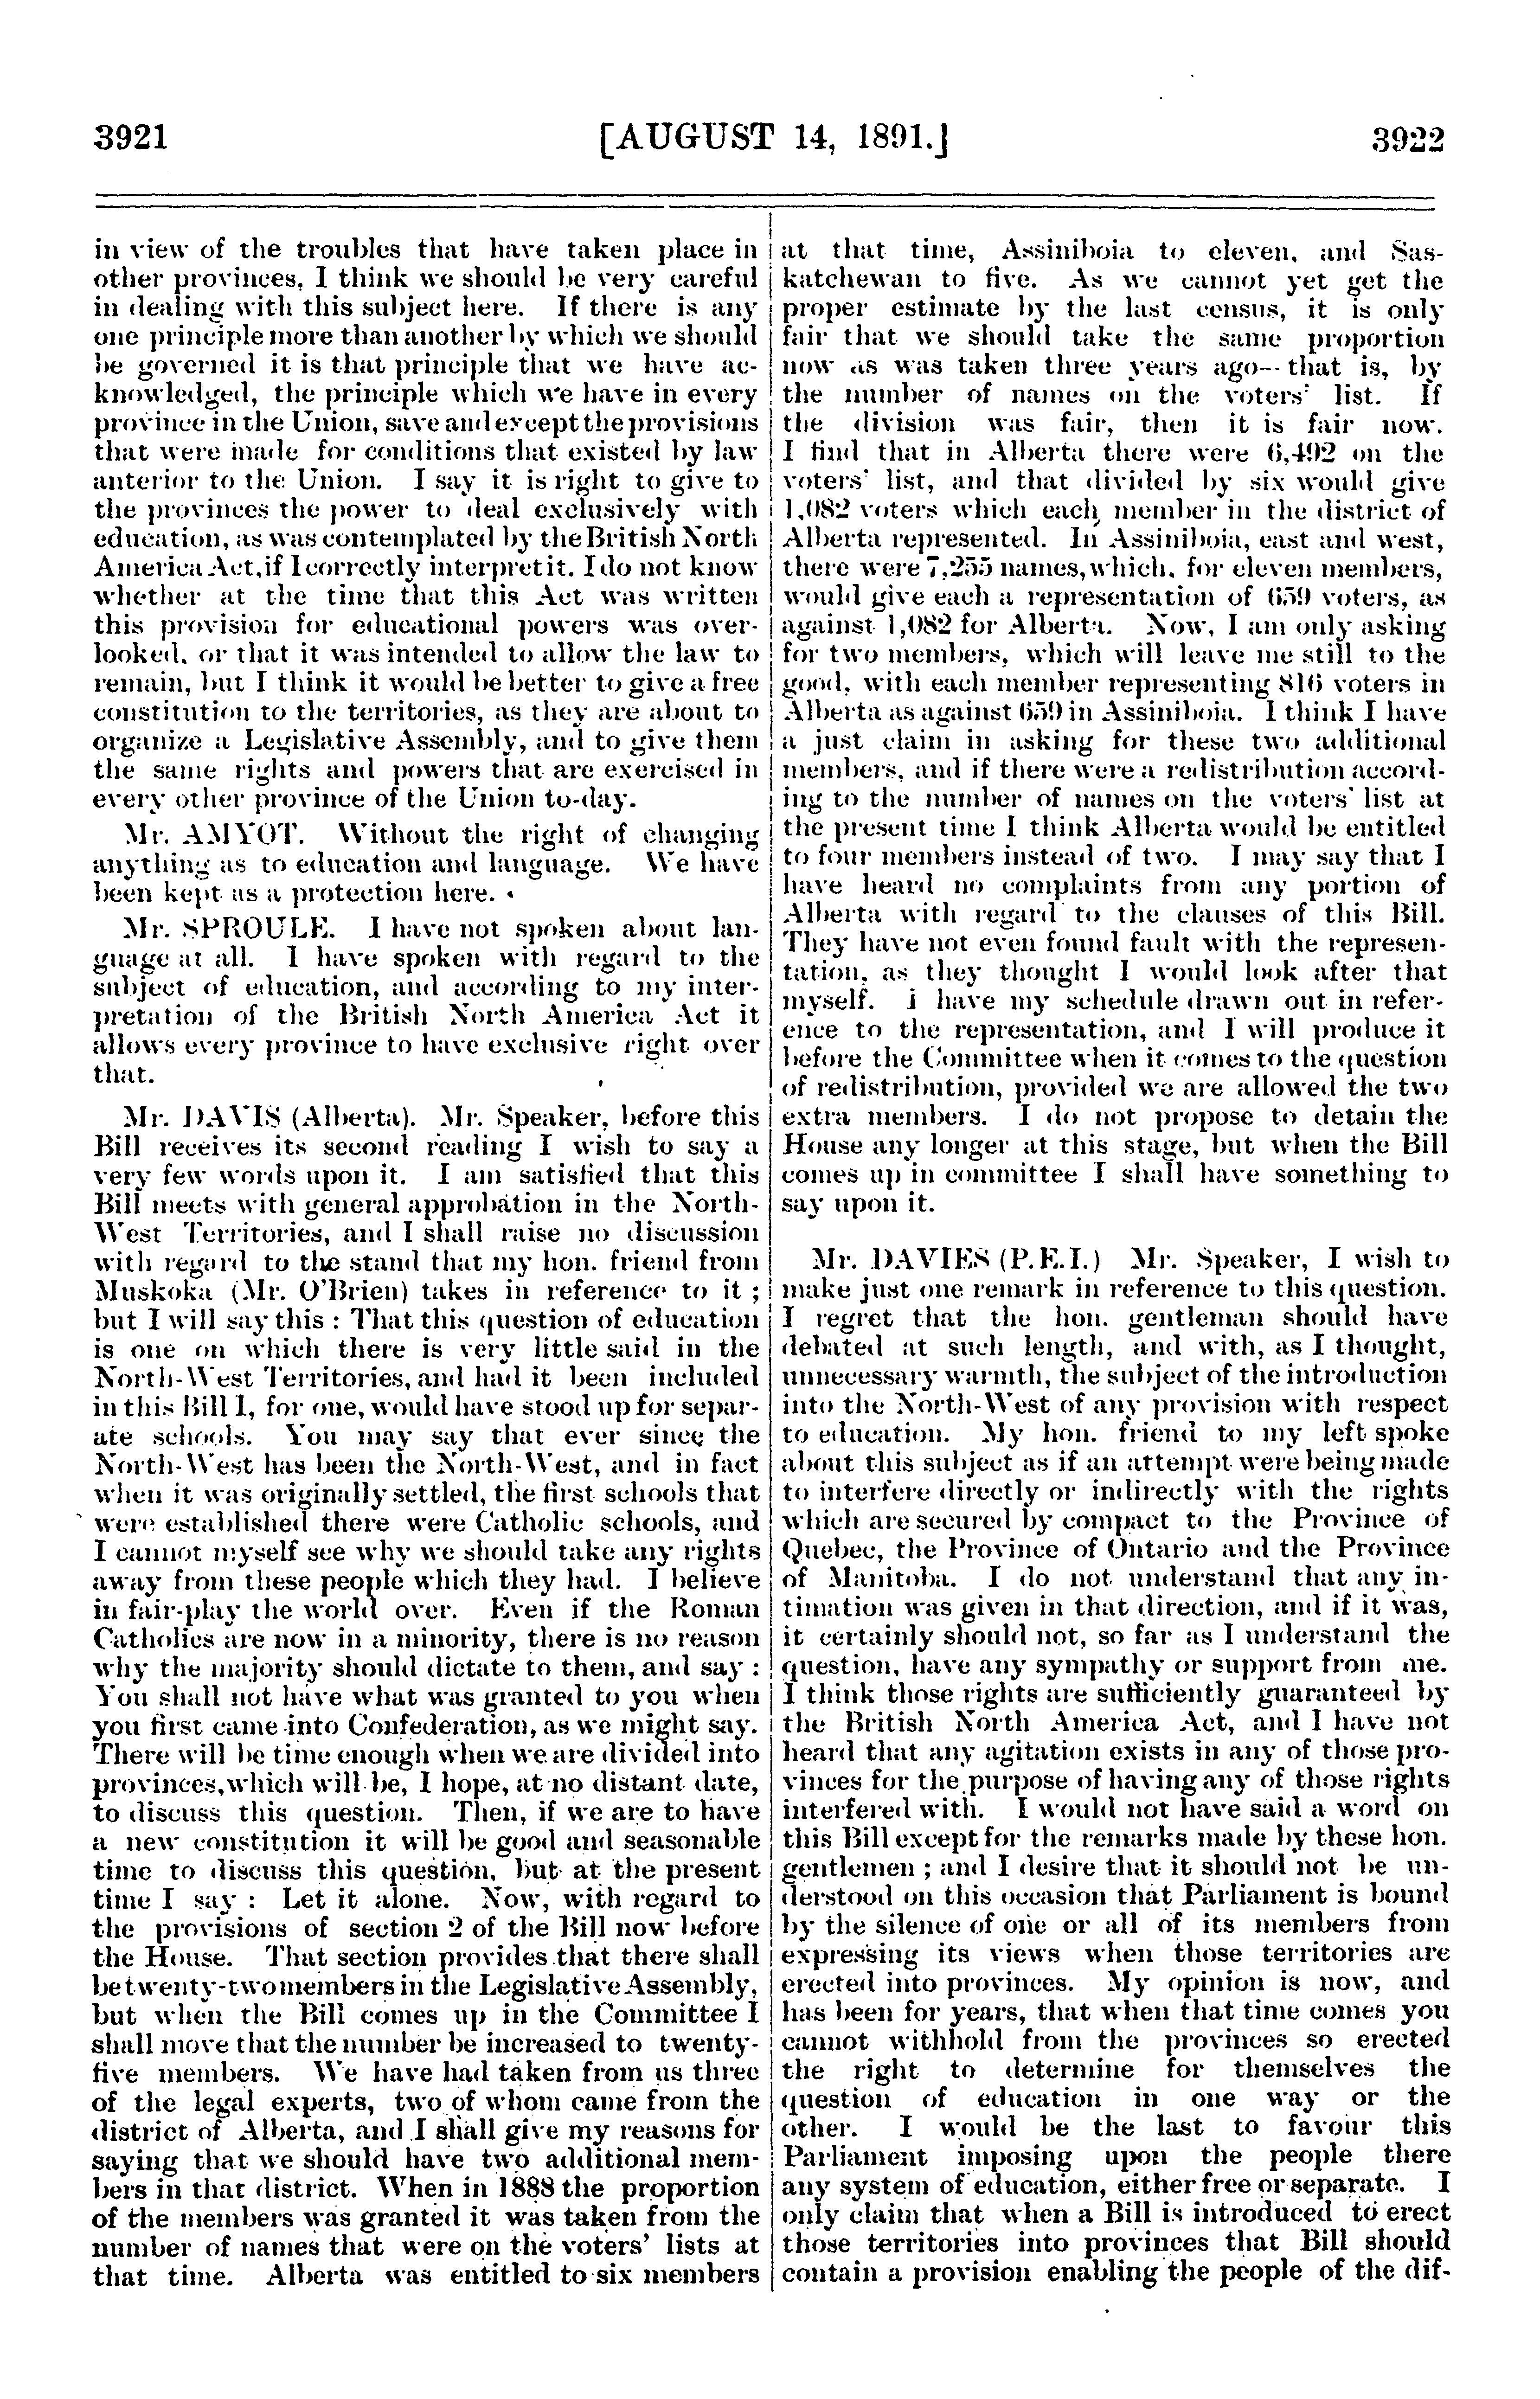 3921 [AUGUST 14, 1891.] 3922
in view of the troubles that have taken place in
other provinces, I think we should be very careful
in dealing with this subject here. If there is any
one principle more than another by which we should
be governed it is that principle that we have ac-
knowledged, the principle which we have in every
province in the Union, save and except the provisions
that were made for conditions that existed by law
anterior to the Union. I say it is right to give to
the provinces the power to deal exclusively with
education, as was contemplated by the British North
America Act, if I correctly interpret it. I do not know
whether at the time that this Act was written
this provision for educational powers was over-
looked, or that it was intended to allow the law to
remain, but I think it would be better to give a free
constitution to the territories, as they are about to
organize a Legislative Assembly, and to give them
the same rights and powers that are exercised in
every other province of the Union to-day.
Mr. AMYOT. Without the right of changing
anything as to education and language. We have
been kept as a protection here.
Mr. SPROULE. I have not spoken about lan-
guage at all. I have spoken with regard to the
subject of education, and according to my inter-
pretation of the British North America Act it
allows every province to have exclusive right over
that.
Mr. DAVIS (Alberta). Mr. Speaker, before this
Bill receives its second reading I wish to say a
very few words upon it. I am satisfied that this
Bill meets with general approbation in the North-
West Territories, and I shall raise no discussion
with regard to the stand that my hon. friend from
Muskoka (Mr. O'Brien) takes in reference to it ;
but I will say this : That this question of education
is one on which there is very little said in the
North-West Territories, and had it been included
in this Bill I, for one, would have stood up for separ-
ate schools. You may say that ever since the
North-West has been the North-West, and in fact
when it was originally settled, the first schools that
were established there were Catholic schools, and
I cannot myself see why we should take any rights
away from these people which they had. I believe
in fair-play the world over. Even if the Roman
Catholics are now in a minority, there is no reason
why the majority should dictate to them, and say :
You shall not have what was granted to you when
you first came into Confederation, as we might say.
There will be time enough when we are divided into
provinces, which will be, I hope, at no distant date,
to discuss this question. Then, if we are to have
a new constitution it will be good and seasonable
time to discuss this question, but at the present
time I say : Let it alone. Now, with regard to
the provisions of section 2 of the Bill now before
the House. That section provides that there shall
be twenty-two members in the Legislative Assembly,
but when the Bill comes up in the Committee I
shall move that the number be increased to twenty-
five members. We have had taken from us three
of the legal experts, two of whom came from the
district of Alberta, and I shall give my reasons for
saying that we should have two additional mem-
bers in that district. When in 1888 the proportion
of the members was granted it was taken from the
number of names that were on the voters' lists at
that time. Alberta was entitled to six members
at that time, Assiniboia to eleven, and Sas-
katchewan to five. As we cannot yet get the
proper estimate by the last census, it is only
fair that we should take the same proportion
now as was taken three years ago--that is, by
the number of names on the voters' list. If
the division was fair, then it is fair now.
I find that in Alberta there were 6,492 on the
voters' list, and that divided by six would give
1,082 voters which each member in the district of
Alberta represented. In Assiniboia, east and west,
there were 7,255 names, which, for eleven members,
would give each a representation of 659 voters, as
against 1,082 for Alberta. Now, I am only asking
for two members, which will leave me still to the
good, with each member representing 816 voters in
Alberta as against 659 in Assiniboia. I think I have
a just claim in asking for these two additional
members, and if there were a redistribution accord-
ing to the number of names on the voters' list at
the present time I think Alberta would be entitled
to four members instead of two. I may say that I
have heard no complaints from any portion of
Alberta with regard to the clauses of this Bill.
They have not even found fault with the represen-
tation, as they thought I would look after that
myself. I have my schedule drawn out in refer-
ence to the representation, and I will produce it
before the Committee when it comes to the question
of redistribution, provided we are allowed the two
extra members. I do not propose to detain the
House any longer at this stage, but when the Bill
comes up in committee I shall have something to
say upon it.
Mr. DAVIES (P.E.I.) Mr. Speaker, I wish to
make just one remark in reference to this question.
I regret that the hon. gentleman should have
debated at such length, and with, as I thought,
unnecessary warmth, the subject of the introduction
into the North-West of any provision with respect
to education. My hon. friend to my left spoke
about this subject as if an attempt were being made
to interfere directly or indirectly with the rights
which are secured by compact to the Province of
Quebec, the Province of Ontario and the Province
of Manitoba. I do not understand that any in-
timation was given in that direction, and if it was,
it certainly should not, so far as I understand the
question, have any sympathy or support from me.
I think those rights are sufficiently guaranteed by
the British North America Act, and I have not
heard that any agitation exists in any of those pro-
vinces for the purpose of having any of those rights
interfered with. I would not have said a word on
this Bill except for the remarks made by these hon.
gentlemen ; and I desire that it should not be un-
derstood on this occasion that Parliament is bound
by the silence of one or all of its members from
expressing its views when those territories are
erected into provinces. My opinion is now, and
has been for years, that when that time comes you
cannot withhold from the provinces so erected
the right to determine for themselves the
question of education in one way or the
other. I would be the last to favour this
Parliament imposing upon the people there
any system of education, either free or separate. I
only claim that when a Bill is introduced to erect
those territories into provinces that Bill should
contain a provision enabling the people of the dif-